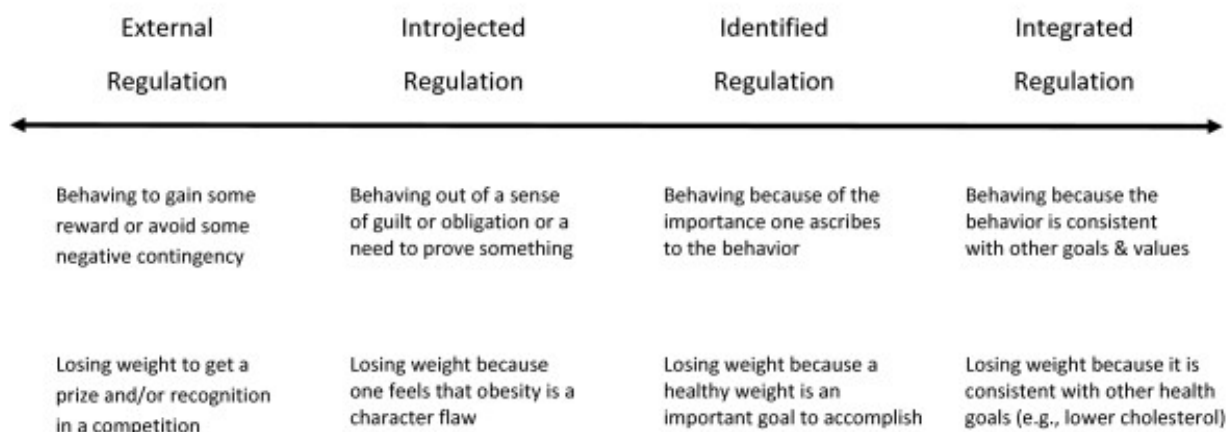 External
Regulation
Introjected
Regulation
Identified
Regulation
Integrated
Regulation
Behaving to gain some
reward or avoid some
negative contingency
Behaving out of a sense
of guilt or obligation or a
need to prove something
Behaving because of the
importance one ascribes
to the behavior
Behaving because the
behavior is consistent
with other goals & values
Losing weight to get a
prize and/or recognition
in a competition
Losing weight because
one feels that obesity is a
character flaw
Losing weight because a
healthy weight is an
important goal to accomplish
Losing weight because it is
consistent with other health
goals (e.g., lower cholesterol)